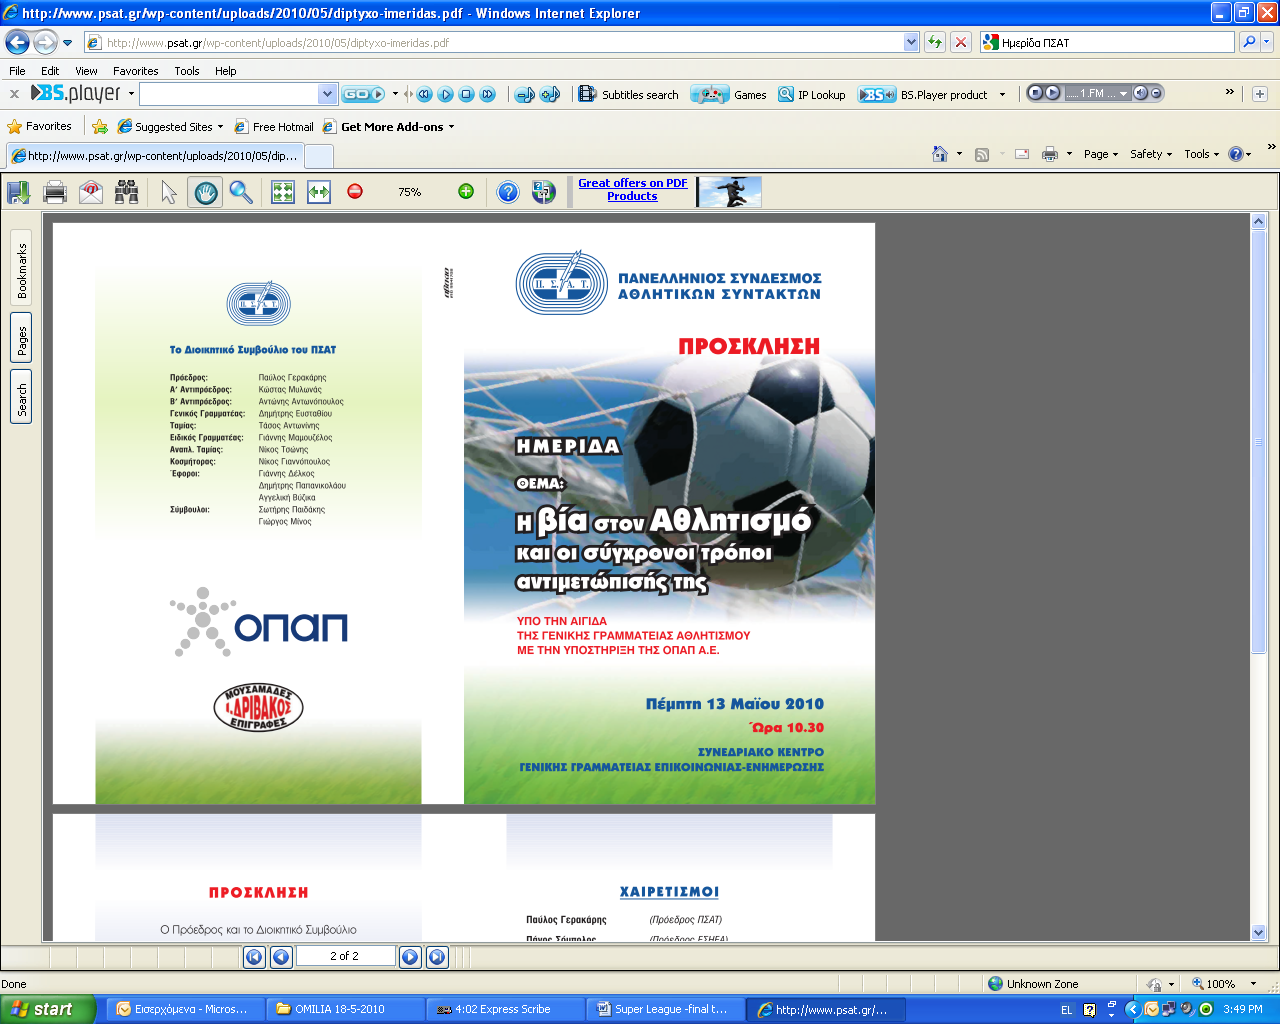 http://www.psat.gr/wp-content/uploads/2010/05/diptyxo-imeridas.pdf - Windows Internet Explorer
http://www.psat.gr/wp-content/uploads/2010/05/diptyxo-imeridas.pdf
Ημερίδα ΠΣΑΤ
File Edit View Favorites Tools Help
BS.player GO Subtitles search Games IP Lookup BS BS.Player product ..... 1.FM ... »
Favorites Suggested Sites Free Hotmail Get More Add-ons
http://www.psat.gr/wp-content/uploads/2010/05/dip...
Page Safety Tools »
75%
Great offers on PDF
Products
Bookmarks
Pages
Search
Π. Σ. Α. Τ.
Το Διοικητικό Συμβούλιο του ΠΣΑΤ
Πρόεδρος: Παύλος Γερακάρης
Α' Αντιπρόεδρος: Κώστας Μυλωνάς
Β' Αντιπρόεδρος: Αντώνης Αντωνόπουλος
Γενικός Γραμματέας: Δημήτρης Ευσταθίου
Ταμίας: Τάσος Αντωνίνης
Ειδικός Γραμματέας: Γιάννης Μαμουζέλος
Αναπλ. Ταμίας: Νίκος Τσώνης
Κοσμήτορας: Νίκος Γιαννόπουλος
Έφοροι: Γιάννης Δέλκος
Δημήτρης Παπανικολάου
Αγγελική Βύζικα
Σύμβουλοι: Σωτήρης Παιδάκης
Γιώργος Μίνος
οπαπ
ΜΟΥΣΑΜΑΔΕΣ
Ι. ΔΡΙΒΑΚΟΣ
ΕΠΙΓΡΑΦΕΣ
Π. Σ. Α. Τ.
ΠΑΝΕΛΛΗΝΙΟΣ ΣΥΝΔΕΣΜΟΣ
ΑΘΛΗΤΙΚΩΝ ΣΥΝΤΑΚΤΩΝ
ΠΡΟΣΚΛΗΣΗ
ΗΜΕΡΙΔΑ
ΘΕΜΑ:
Η βία στον Αθλητισμό
και οι σύγχρονοι τρόποι
αντιμετώπισής της
ΥΠΟ ΤΗΝ ΑΙΓΙΔΑ
ΤΗΣ ΓΕΝΙΚΗΣ ΓΡΑΜΜΑΤΕΙΑΣ ΑΘΛΗΤΙΣΜΟΥ
ΜΕ ΤΗΝ ΥΠΟΣΤΗΡΙΞΗ ΤΗΣ ΟΠΑΠ Α.Ε.
Πέμπτη 13 Μαΐου 2010
Ώρα 10.30
ΣΥΝΕΔΡΙΑΚΟ ΚΕΝΤΡΟ
ΓΕΝΙΚΗΣ ΓΡΑΜΜΑΤΕΙΑΣ ΕΠΙΚΟΙΝΩΝΙΑΣ-ΕΝΗΜΕΡΩΣΗΣ
ΠΡΟΣΚΛΗΣΗ
Ο Πρόεδρος και το Διοικητικό Συμβούλιο
ΧΑΙΡΕΤΙΣΜΟΙ
Παύλος Γερακάρης (Πρόεδρος ΠΣΑΤ)
Πάνος Σόμπολος (Πρόεδρος ΕΣΗΕΑ)
2 of 2
Done Unknown Zone 100%
start Εισερχόμενα - Micros... OMILIA 18-5-2010 4:02 Express Scribe Super League -final t... http://www.psat.gr/... EL 3:49 PM